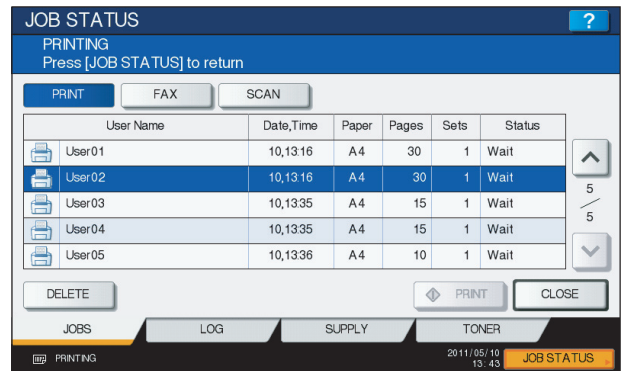 JOB STATUS ?
PRINTING
Press [JOB STATUS] to return
PRINT FAX SCAN
User Name Date,Time Paper Pages Sets Status
User01 10,13:16 A4 30 1 Wait
User02 10,13:16 A4 30 1 Wait
User03 10,13:35 A4 15 1 Wait
User04 10,13:35 A4 15 1 Wait
User05 10,13:36 A4 10 1 Wait
5
5
DELETE PRINT CLOSE
JOBS LOG SUPPLY TONER
PRINTING 2011/05/10
13:43 JOB STATUS